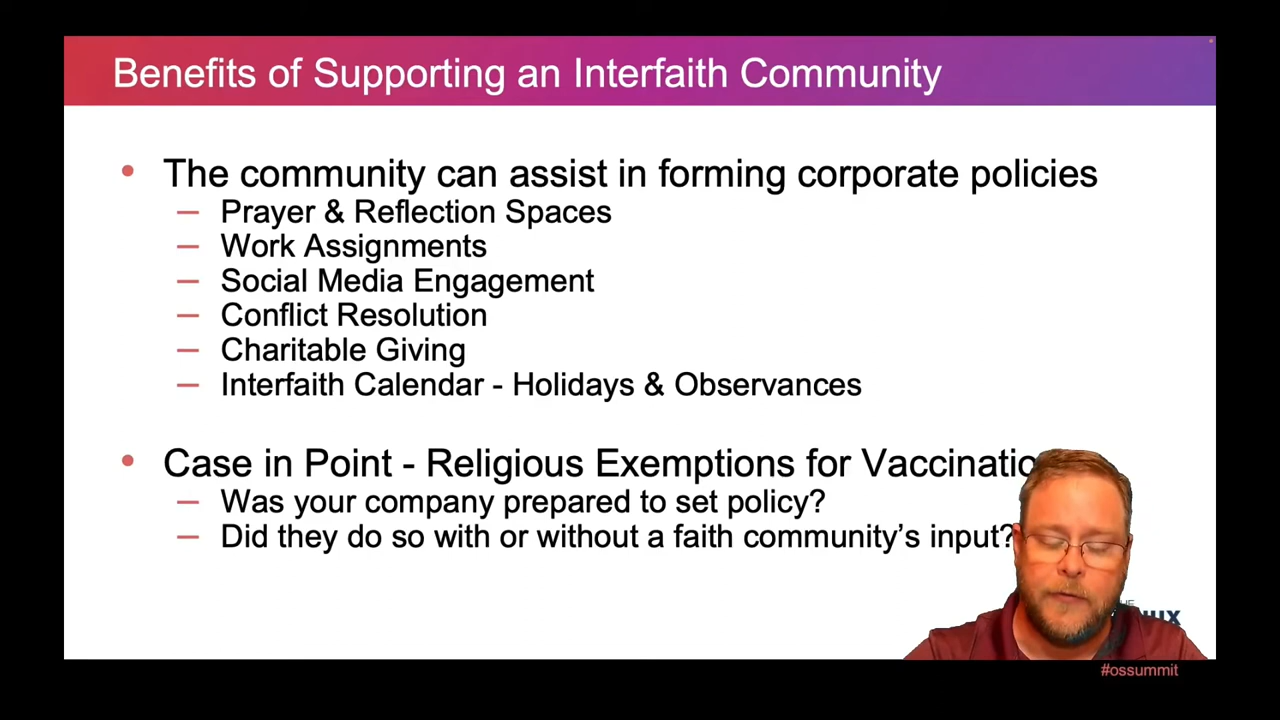 Benefits of Supporting an Interfaith Community
• The community can assist in forming corporate policies
– Prayer & Reflection Spaces
– Work Assignments
– Social Media Engagement
– Conflict Resolution
– Charitable Giving
– Interfaith Calendar - Holidays & Observances
• Case in Point - Religious Exemptions for
– Was your company prepared to set policy?
– Did they do so with or without a faith community’s input?
#ossummit